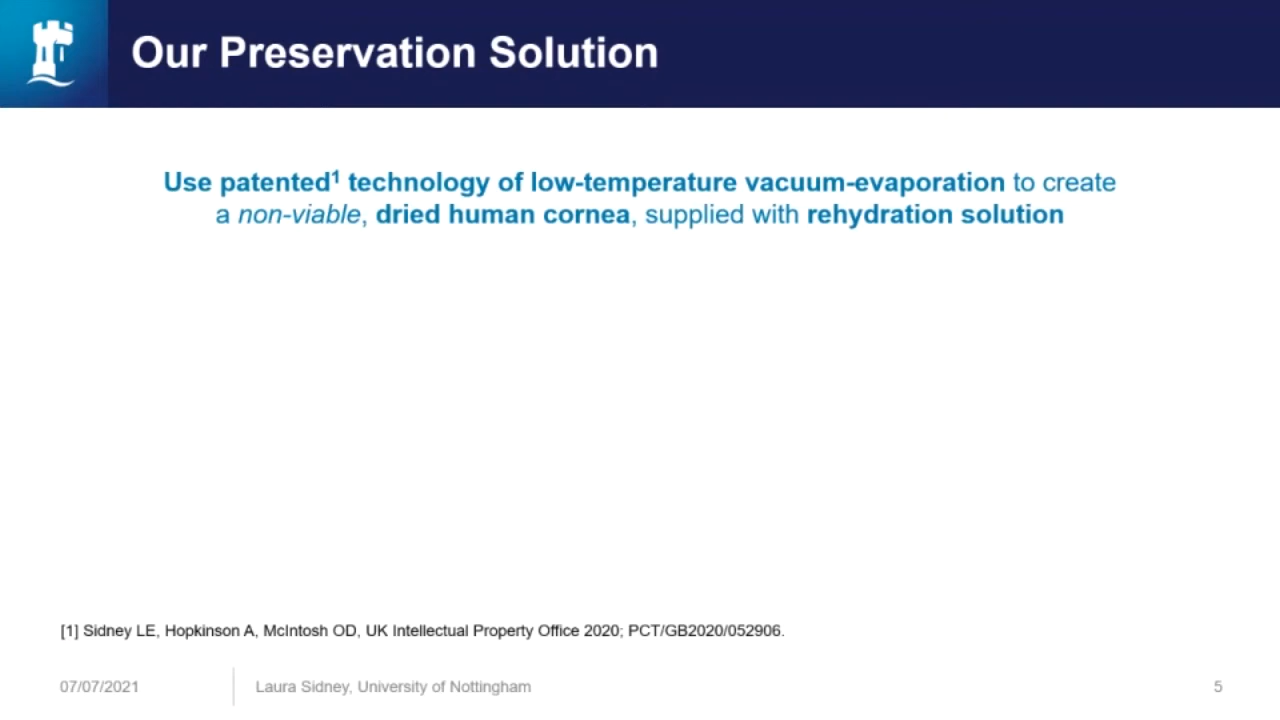 Our Preservation Solution
Use patented¹ technology of low-temperature vacuum-evaporation to create
a non-viable, dried human cornea, supplied with rehydration solution
[1] Sidney LE, Hopkinson A, McIntosh OD, UK Intellectual Property Office 2020; PCT/GB2020/052906.
07/07/2021
Laura Sidney, University of Nottingham
5